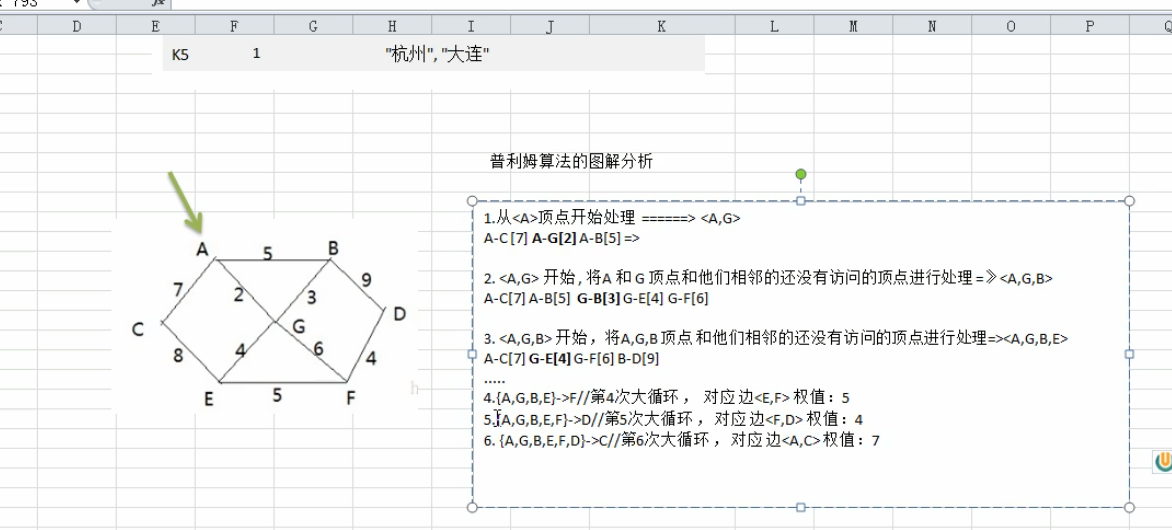 D E F G H I J K L M N O P
K5 1 "杭州", "大连"
普利姆算法的图解分析
1.从<A>顶点开始处理 ======> <A,G>
A-C [7] A-G[2] A-B[5] =>
2. <A,G> 开始 , 将A 和 G 顶点和他们相邻的还没有访问的顶点进行处理 =》<A,G,B>
A-C[7] A-B[5] G-B[3] G-E[4] G-F[6]
3. <A,G,B> 开始，将A,G,B 顶点 和他们相邻的还没有访问的顶点进行处理=><A,G,B,E>
A-C[7] G-E[4] G-F[6] B-D[9]
.....
4.{A,G,B,E}->F//第4次大循环 ， 对应 边<E,F> 权值：5
5.{A,G,B,E,F}->D//第5次大循环 ， 对应边<F,D> 权值：4
6. {A,G,B,E,F,D}->C//第6次大循环 ，对应边<A,C> 权值：7
A 5 B
7 2 3 9
C G D
8 4 6 4
E 5 F